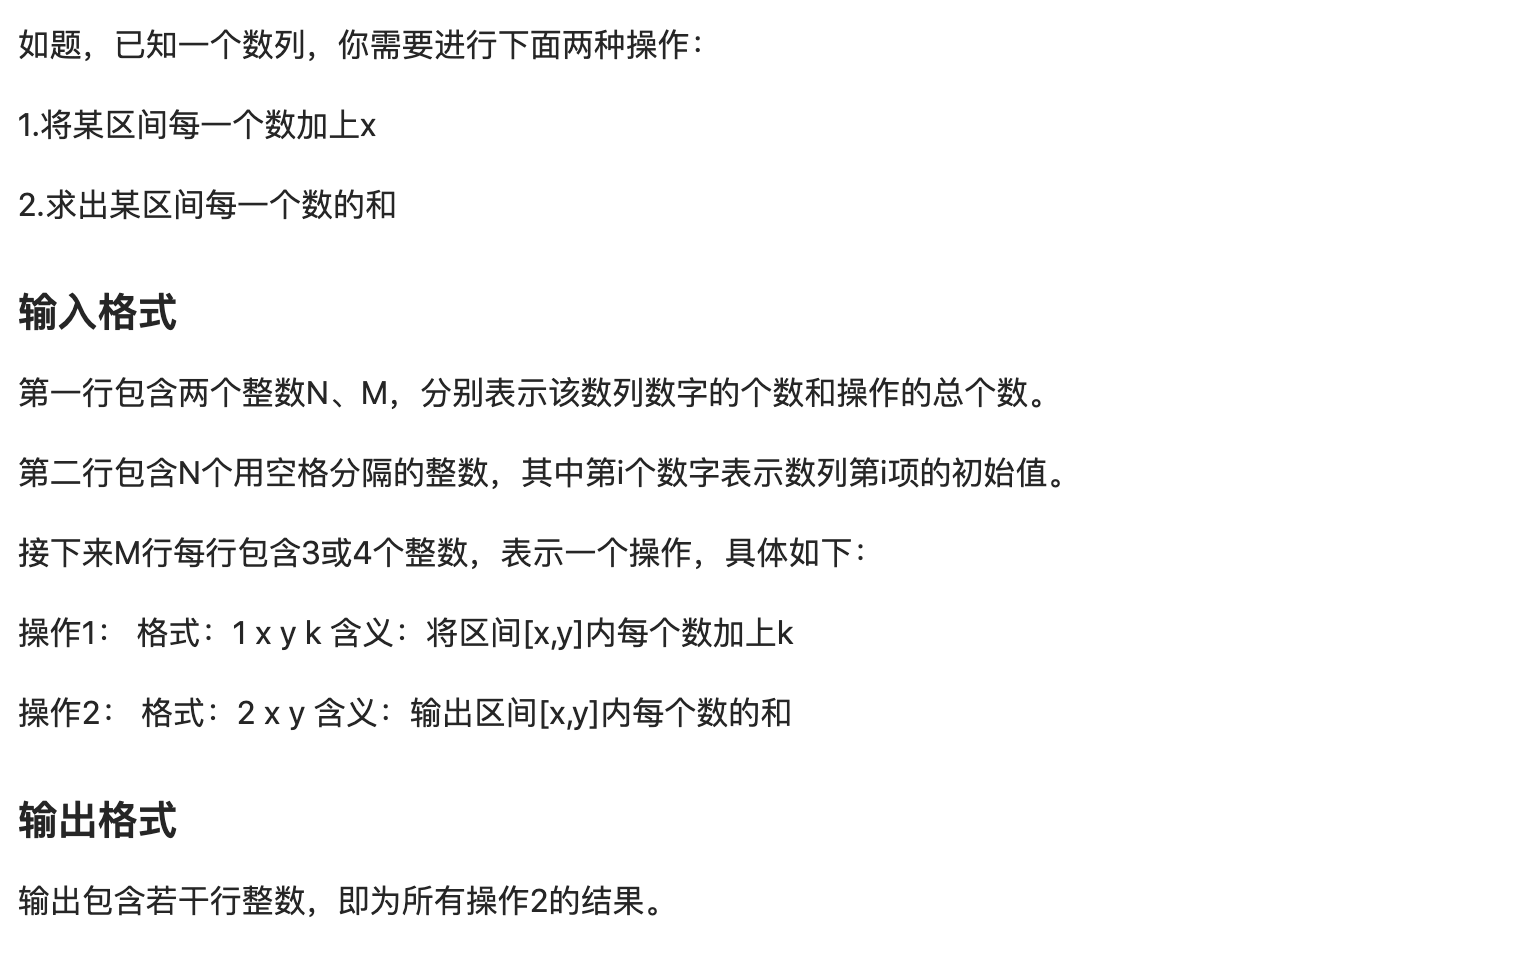 如题，已知一个数列，你需要进行下面两种操作：
1.将某区间每一个数加上x
2.求出某区间每一个数的和
输入格式
第一行包含两个整数N、M，分别表示该数列数字的个数和操作的总个数。
第二行包含N个用空格分隔的整数，其中第i个数字表示数列第i项的初始值。
接下来M行每行包含3或4个整数，表示一个操作，具体如下：
操作1： 格式：1 x y k 含义：将区间[x,y]内每个数加上k
操作2： 格式：2 x y 含义：输出区间[x,y]内每个数的和
输出格式
输出包含若干行整数，即为所有操作2的结果。